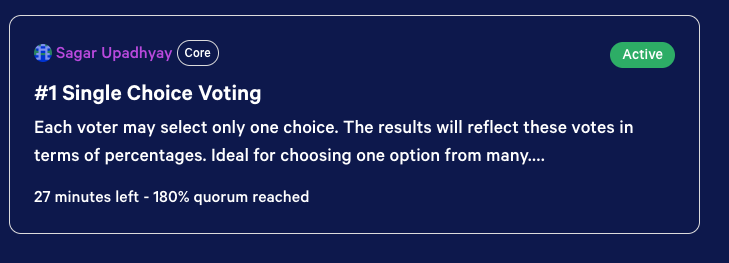 Sagar Upadhyay Core
Active
#1 Single Choice Voting
Each voter may select only one choice. The results will reflect these votes in
terms of percentages. Ideal for choosing one option from many....
27 minutes left - 180% quorum reached